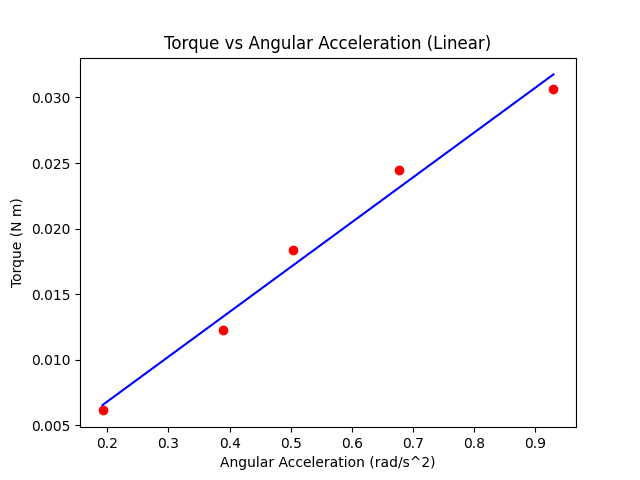 Torque vs Angular Acceleration (Linear)
0.030
0.025
0.020
0.015
0.010
0.005
Torque (N m)
0.2 0.3 0.4 0.5 0.6 0.7 0.8 0.9
Angular Acceleration (rad/s^2)